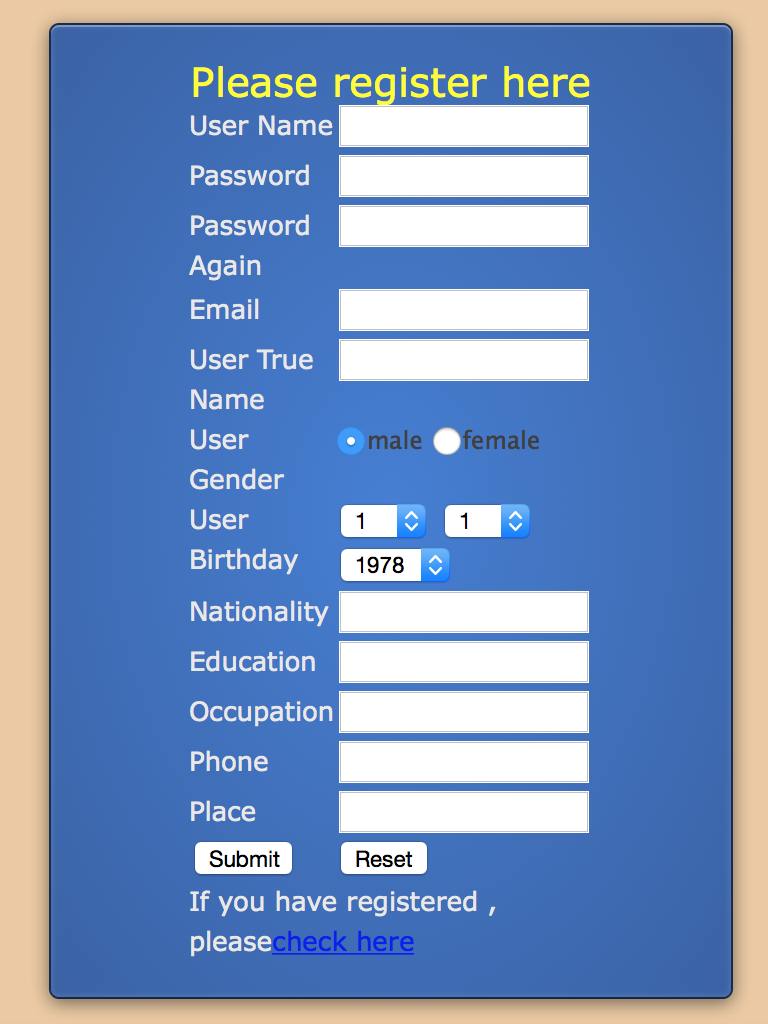 Please register here
User Name
Password
Password
Again
Email
User True
Name
User male female
Gender
User 1 1
Birthday 1978
Nationality
Education
Occupation
Phone
Place
Submit Reset
If you have registered ,
pleasecheck here